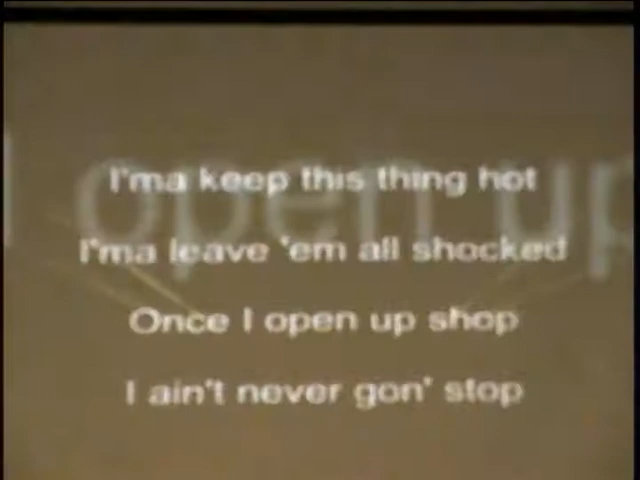 I open up
I'ma keep this thing hot
I'ma leave 'em all shocked
Once I open up shop
I ain't never gon' stop